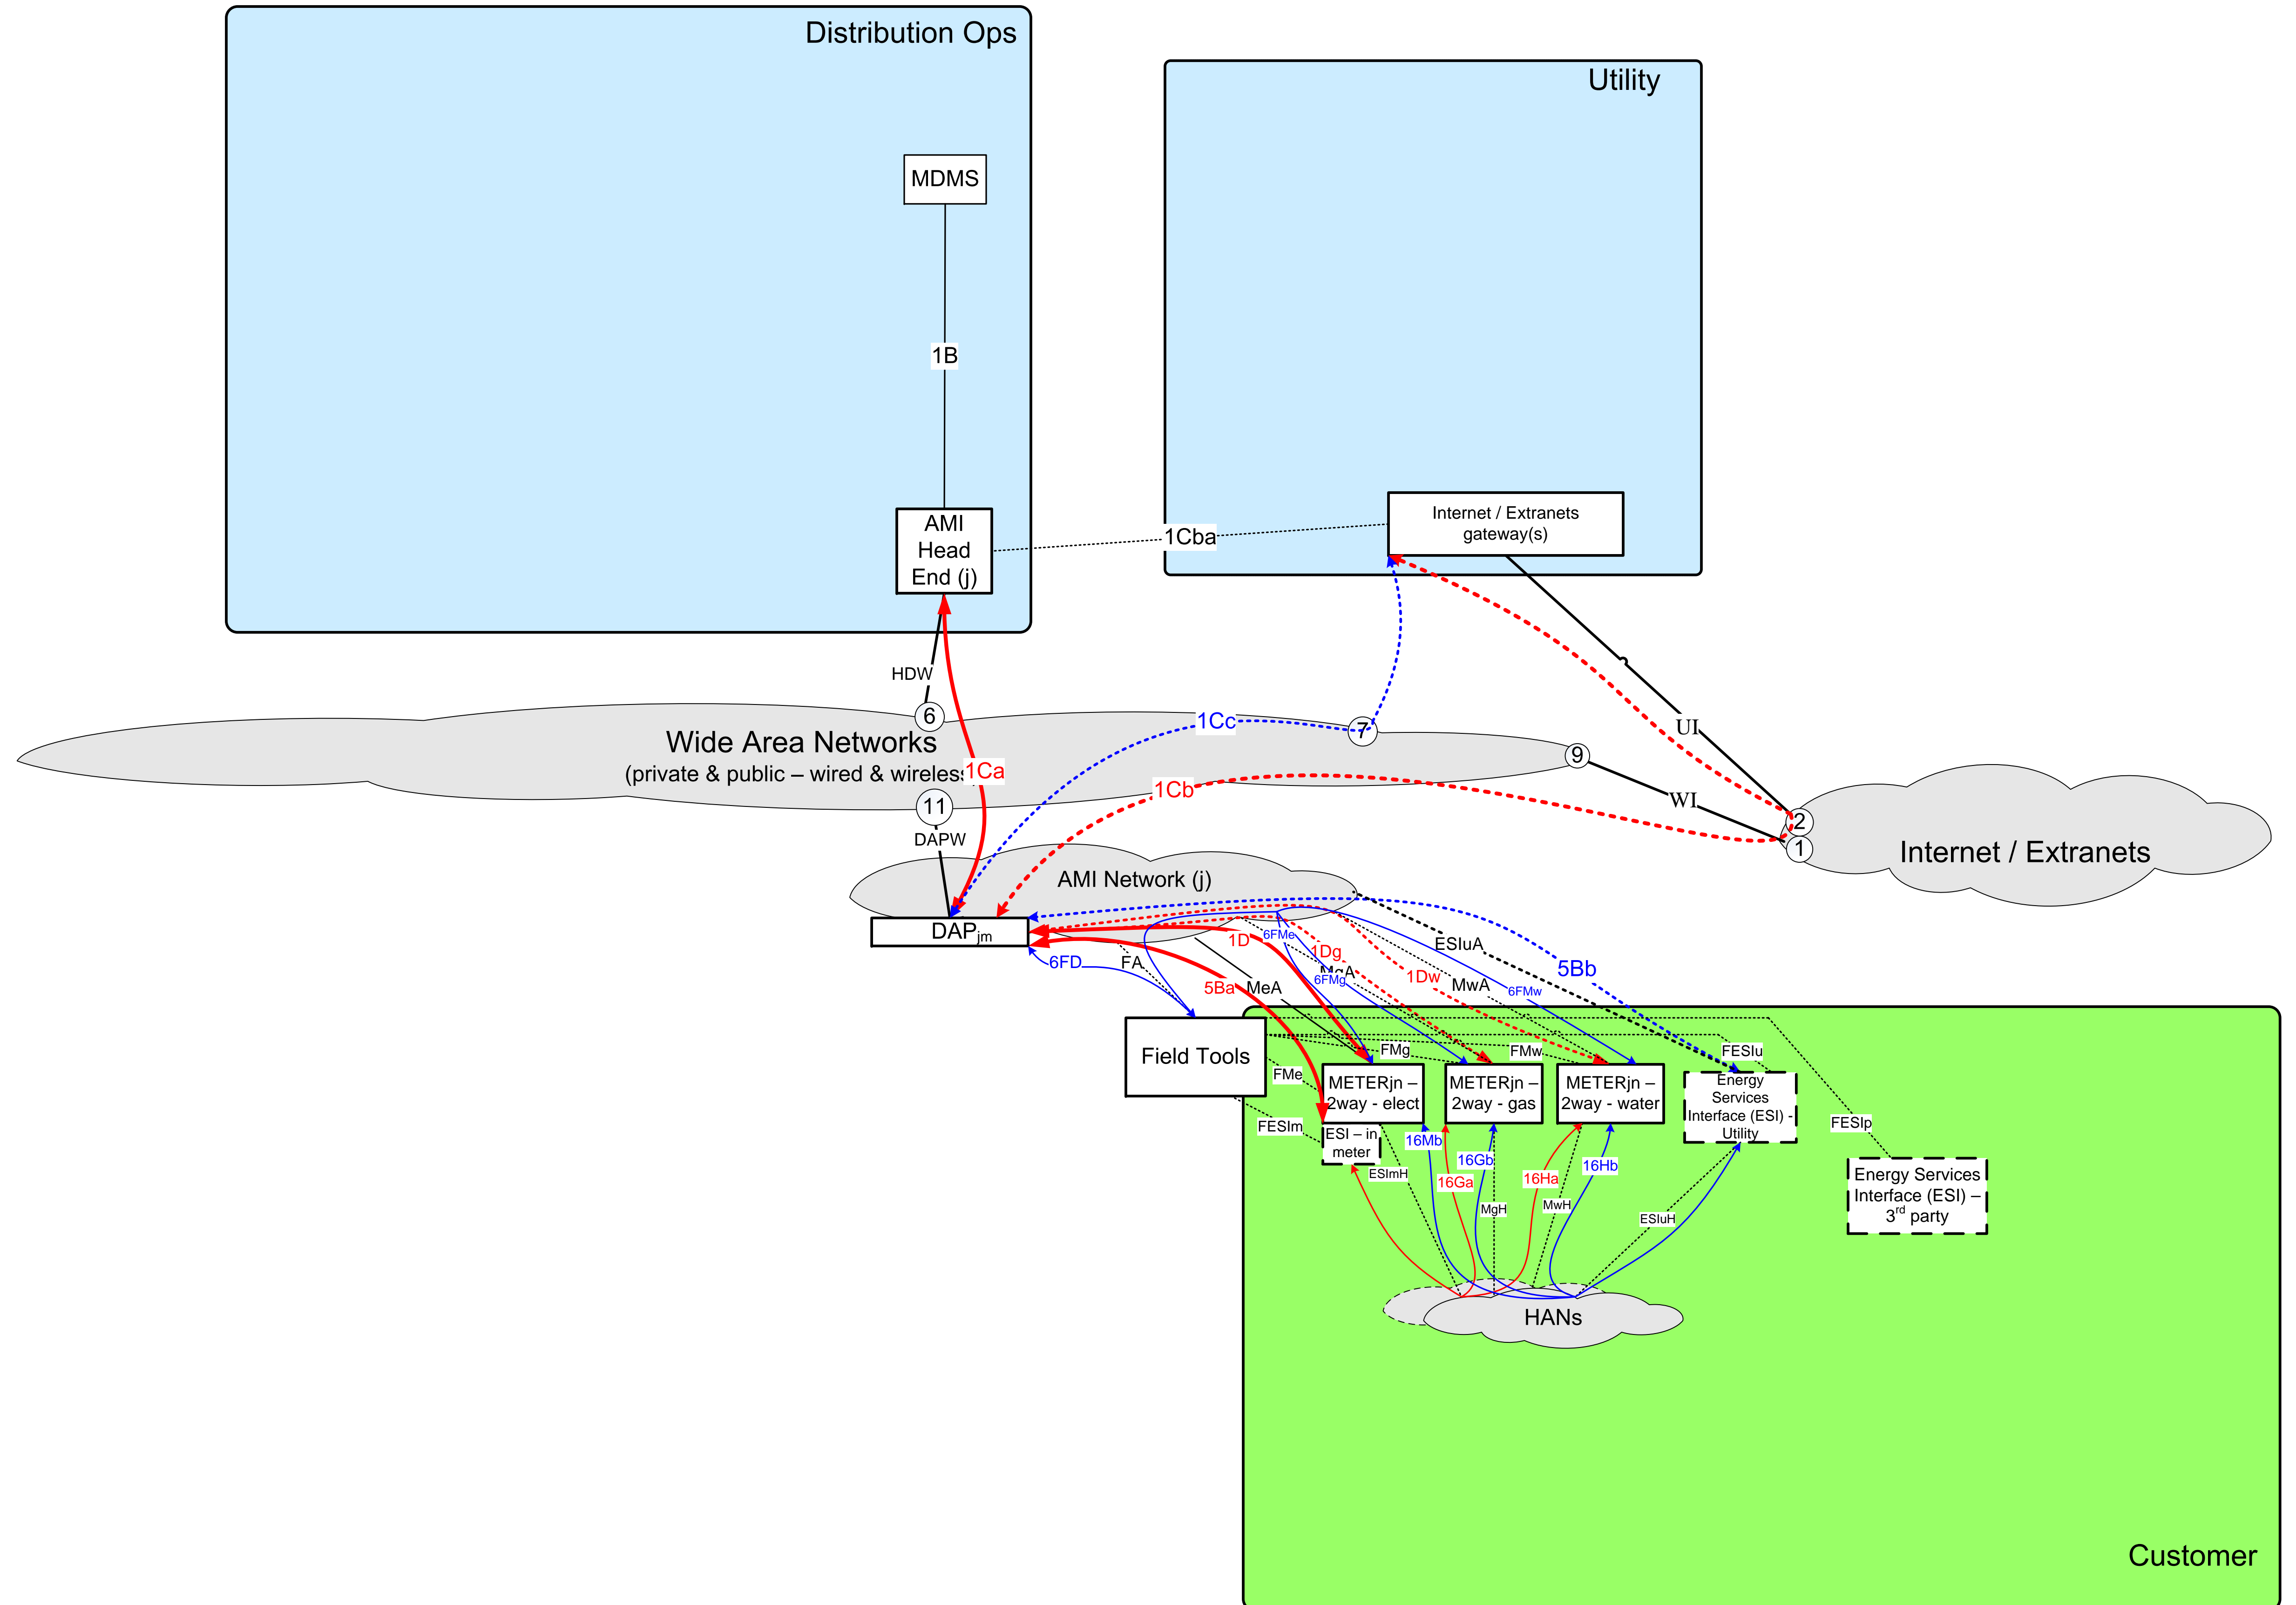 Distribution Ops
Utility
MDMS
1B
AMI
Head
End (j)
1Cba
Internet / Extranets
gateway(s)
HDW
6
7
1Cc
Wide Area Networks
(private & public – wired & wireless
1Ca
9
UI
WI
1Cb
11
DAPW
2
1
Internet / Extranets
AMI Network (j)
DAPjm
6FD
FA
1D
6FMe
1Dg
MgA
6FMg
5Ba
MeA
1Dw
MwA
6FMw
ESIuA
5Bb
Field Tools
FMg
FMw
FESIu
FMe
FESIm
FESIp
METERjn –
2way - elect
METERjn –
2way - gas
METERjn –
2way - water
Energy
Services
Interface (ESI) -
Utility
ESI – in
meter
16Mb
16Gb
16Ga
16Ha
16Hb
ESImH
MgH
MwH
ESIuH
Energy Services
Interface (ESI) –
3rd party
HANs
Customer